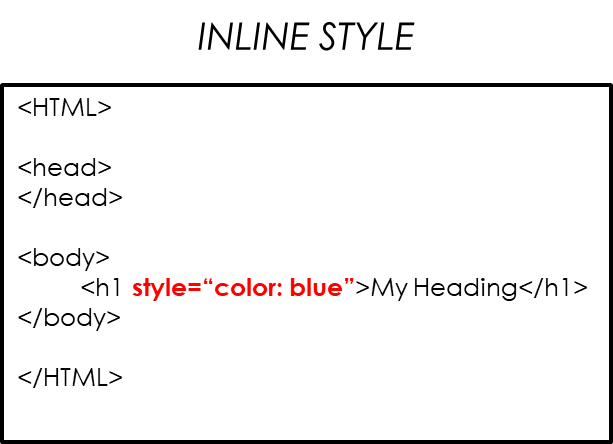 INLINE STYLE
<HTML>
<head>
</head>
<body>
<h1 style=“color: blue”>My Heading</h1>
</body>
</HTML>